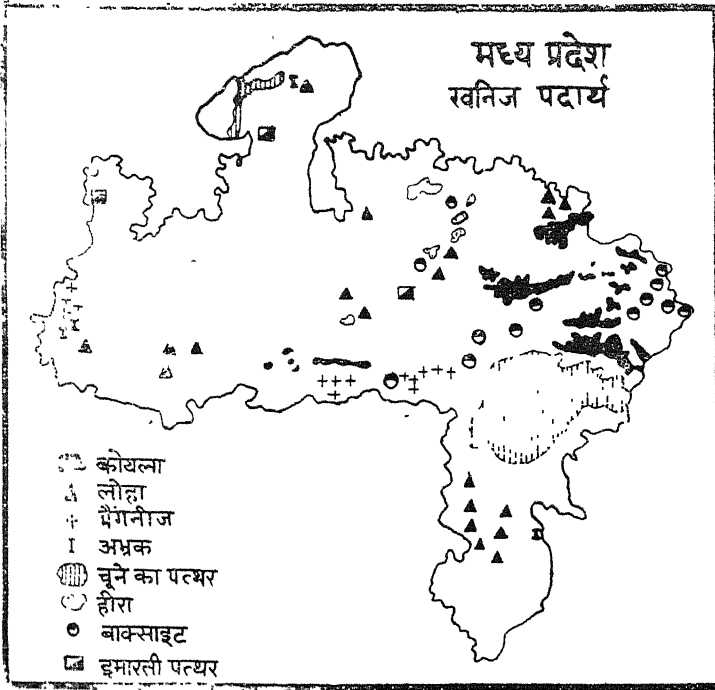 मध्य प्रदेश
खनिज पदार्थ
कोयला
लोहा
मैंगनीज
अभ्रक
चूने का पत्थर
हीरा
बाक्साइट
इमारती पत्थर